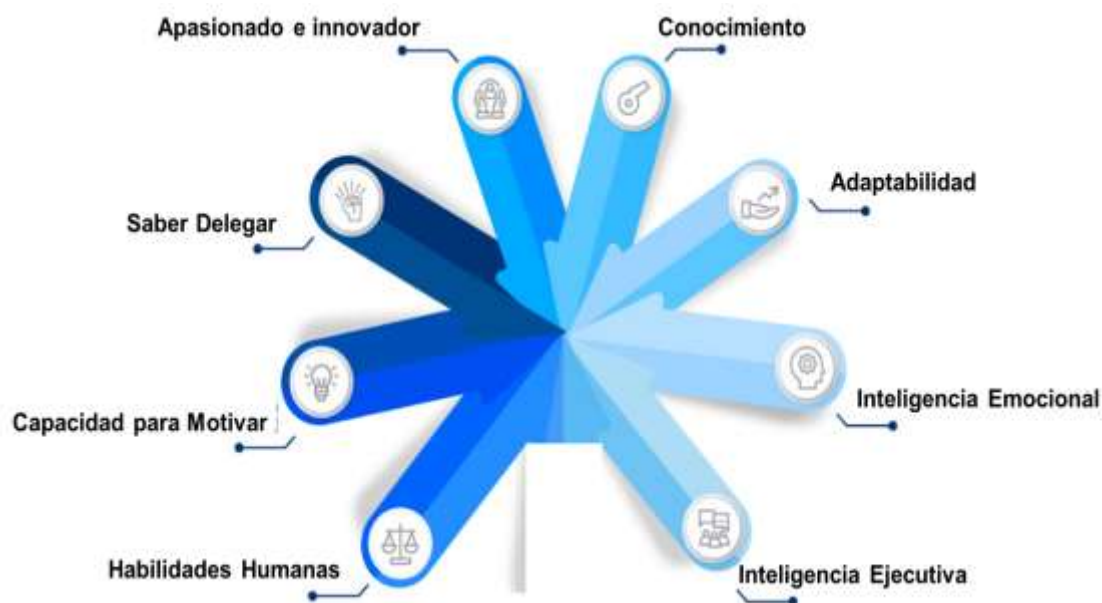 Apasionado e innovador
Conocimiento
Adaptabilidad
Saber Delegar
Inteligencia Emocional
Capacidad para Motivar
Habilidades Humanas
Inteligencia Ejecutiva